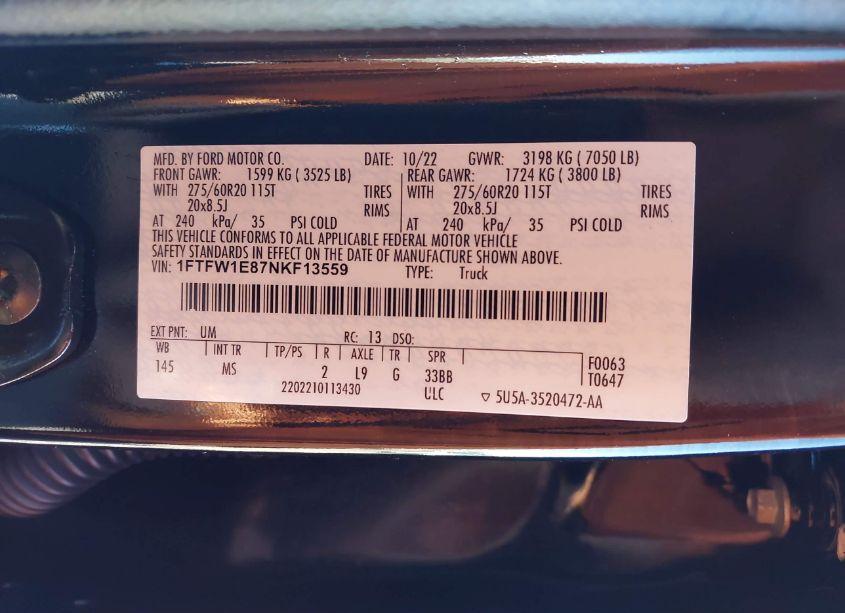 MFD. BY FORD MOTOR CO. DATE: 10/22 GVWR: 3198 KG ( 7050 LB)
FRONT GAWR: 1599 KG ( 3525 LB) REAR GAWR: 1724 KG ( 3800 LB)
WITH 275/60R20 115T TIRES WITH 275/60R20 115T TIRES
20x8.5J RIMS 20x8.5J RIMS
AT 240 kPa/ 35 PSI COLD AT 240 kPa/ 35 PSI COLD
THIS VEHICLE CONFORMS TO ALL APPLICABLE FEDERAL MOTOR VEHICLE
SAFETY STANDARDS IN EFFECT ON THE DATE OF MANUFACTURE SHOWN ABOVE.
VIN: 1FTFW1E87NKF13559 TYPE: Truck
EXT PNT: UM RC: 13 DSO:
WB INT TR TP/PS R AXLE TR SPR F0063
145 MS 2 L9 G 33BB T0647
2202210113430 ULC ▽ 5U5A-3520472-AA